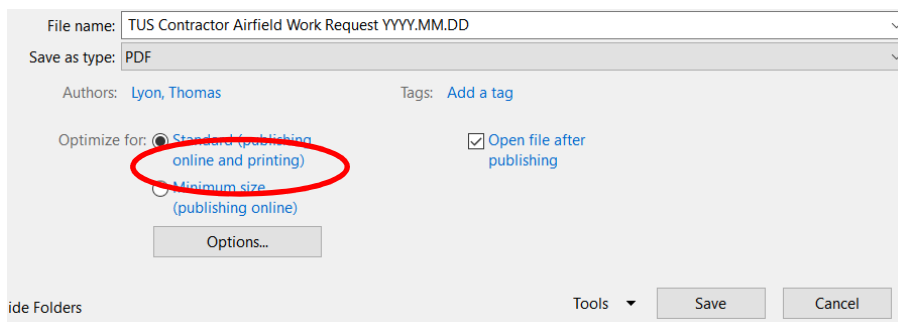 File name: TUS Contractor Airfield Work Request YYYY.MM.DD
Save as type: PDF
Authors: Lyon, Thomas Tags: Add a tag
Optimize for: Standard (publishing online and printing)
Open file after publishing
Minimum size (publishing online)
Options...
ide Folders Tools Save Cancel